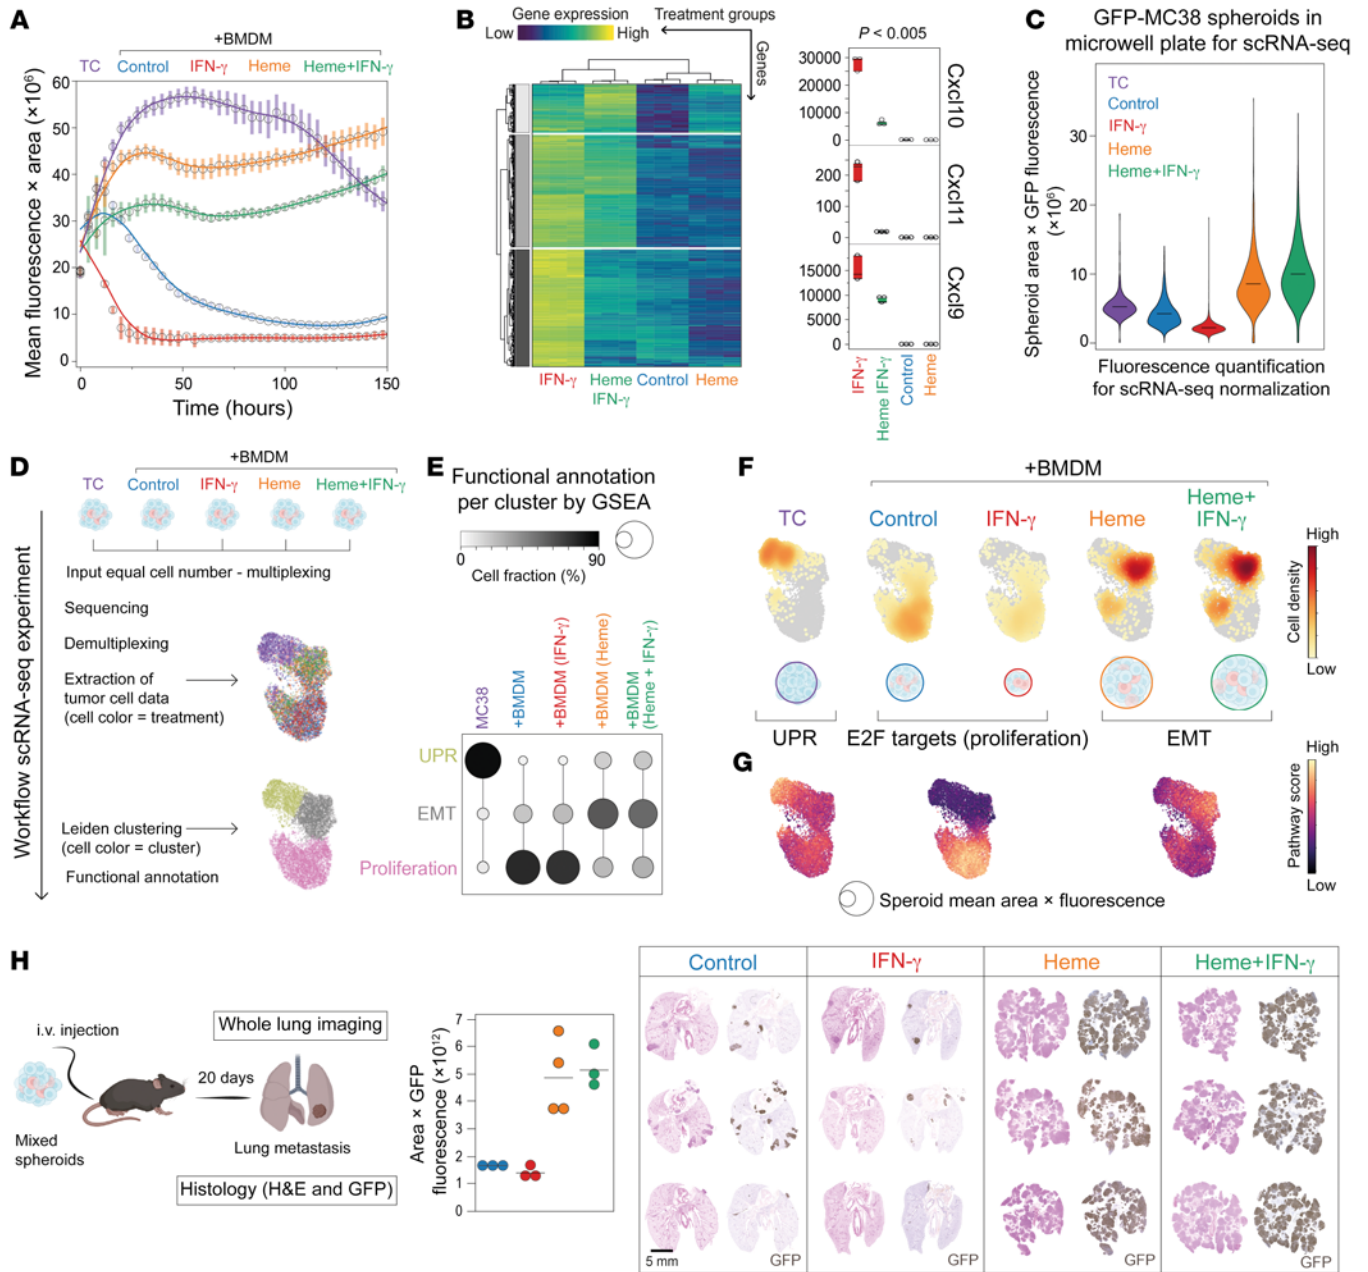 A
+BMDM
TC Control IFN-γ Heme Heme+IFN-γ
Mean fluorescence × area (×10⁶)
60
50
40
30
20
10
0
0 50 100 150
Time (hours)
B
Gene expression
Low High
Treatment groups
Genes
IFN-γ Heme IFN-γ Control Heme
P < 0.005
30000
20000
10000
0
Cxcl10
200
100
0
Cxcl11
15000
10000
5000
0
Cxcl9
IFN-γ
Heme IFN-γ
Control
Heme
C
GFP-MC38 spheroids in
microwell plate for scRNA-seq
TC
Control
IFN-γ
Heme
Heme+IFN-γ
Spheroid area × GFP fluorescence
(×10⁶)
30
20
10
0
Fluorescence quantification
for scRNA-seq normalization
D
+BMDM
TC Control IFN-γ Heme Heme+IFN-γ
Workflow scRNA-seq experiment
Input equal cell number - multiplexing
Sequencing
Demultiplexing
Extraction of
tumor cell data
(cell color = treatment)
Leiden clustering
(cell color = cluster)
Functional annotation
E
Functional annotation
per cluster by GSEA
0 90
Cell fraction (%)
MC38
+BMDM
+BMDM (IFN-γ)
+BMDM (Heme)
+BMDM
(Heme + IFN-γ)
UPR
EMT
Proliferation
F
+BMDM
TC Control IFN-γ Heme Heme+
IFN-γ
High
Cell density
Low
UPR E2F targets (proliferation) EMT
G
High
Pathway score
Low
Speroid mean area × fluorescence
H
i.v. injection
Mixed
spheroids
20 days
Whole lung imaging
Lung metastasis
Histology (H&E and GFP)
Area × GFP
fluorescence (×10¹²)
7
6
5
4
3
2
1
0
Control IFN-γ Heme Heme+IFN-γ
5 mm
GFP GFP GFP GFP